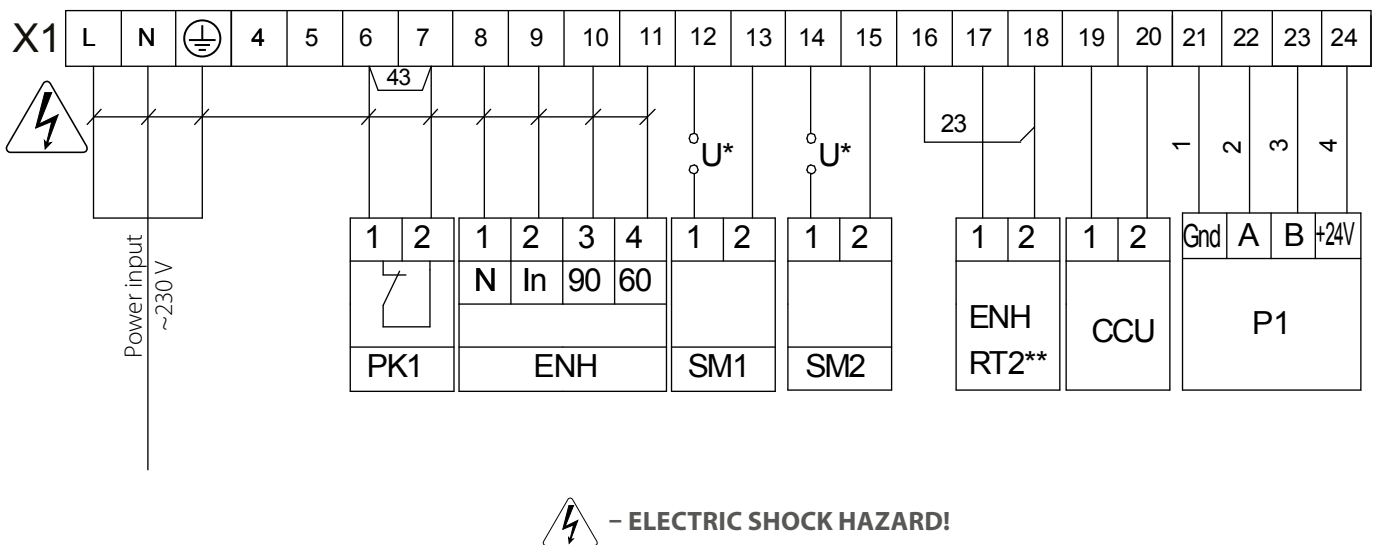 X1 L N 4 5 6 7 8 9 10 11 12 13 14 15 16 17 18 19 20 21 22 23 24
43
23
U* U*
1 2 3 4
Power input
~230 V
1 2
PK1
1 2 3 4
N In 90 60
ENH
1 2
SM1
1 2
SM2
1 2
ENH
RT2**
1 2
CCU
Gnd A B +24V
P1
– ELECTRIC SHOCK HAZARD!